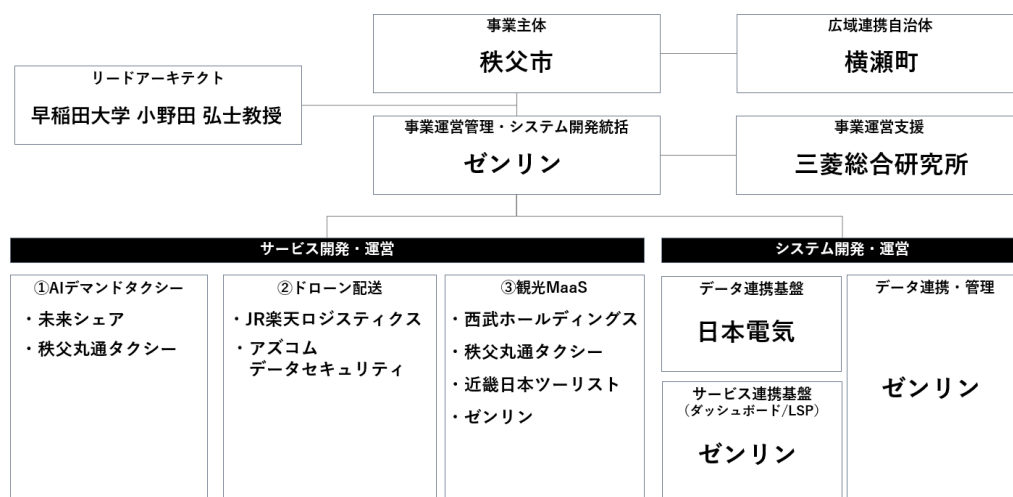 事業主体
秩父市
広域連携自治体
横瀬町
リードアーキテクト
早稲田大学 小野田 弘士教授
事業運営管理・システム開発統括
ゼンリン
事業運営支援
三菱総合研究所
サービス開発・運営
システム開発・運営
①AIデマンドタクシー
・未来シェア
・秩父丸通タクシー
②ドローン配送
・JR楽天ロジスティクス
・アズコム
データセキュリティ
③観光MaaS
・西武ホールディングス
・秩父丸通タクシー
・近畿日本ツーリスト
・ゼンリン
データ連携基盤
日本電気
サービス連携基盤
（ダッシュボード/LSP）
ゼンリン
データ連携・管理
ゼンリン